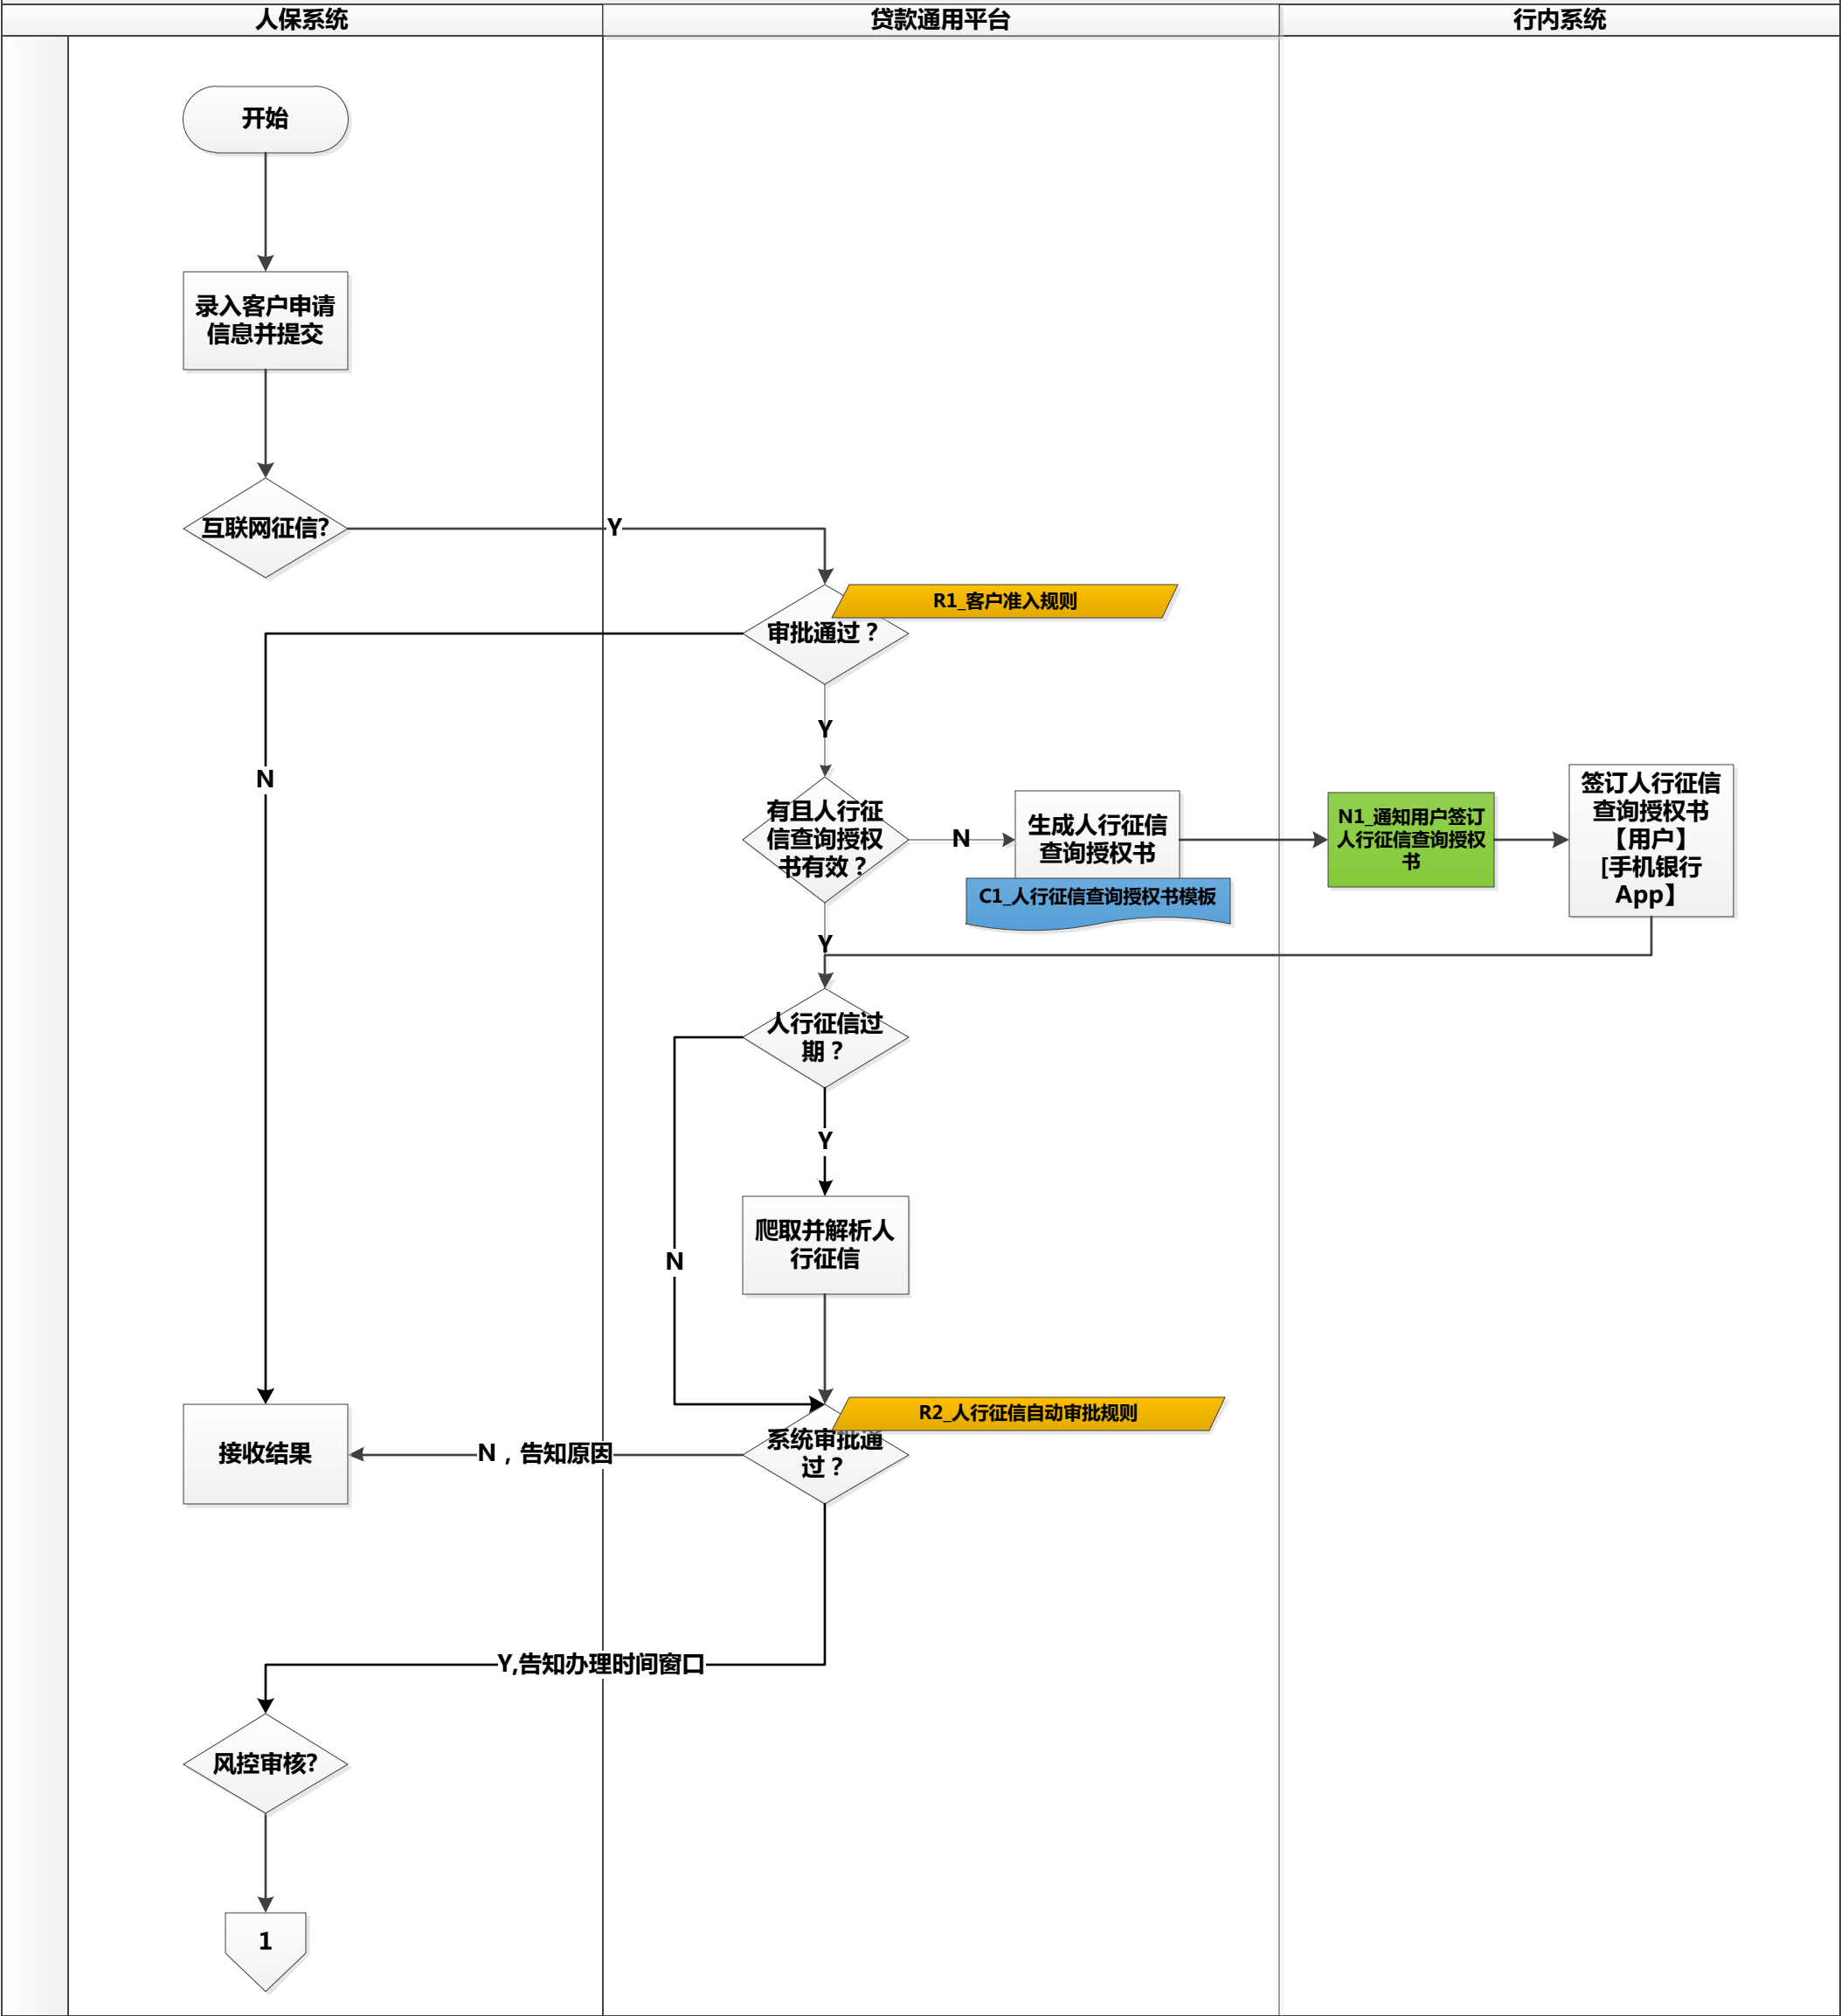 人保系统
贷款通用平台
行内系统
开始
录入客户申请
信息并提交
互联网征信?
Y
R1_客户准入规则
审批通过？
N
Y
有且人行征
信查询授权
书有效？
N
生成人行征信
查询授权书
C1_人行征信查询授权书模板
N1_通知用户签订
人行征信查询授权
书
签订人行征信
查询授权书
【用户】
[手机银行
App】
Y
人行征信过
期？
Y
N
爬取并解析人
行征信
R2_人行征信自动审批规则
系统审批通
过？
N，告知原因
接收结果
Y,告知办理时间窗口
风控审核?
1